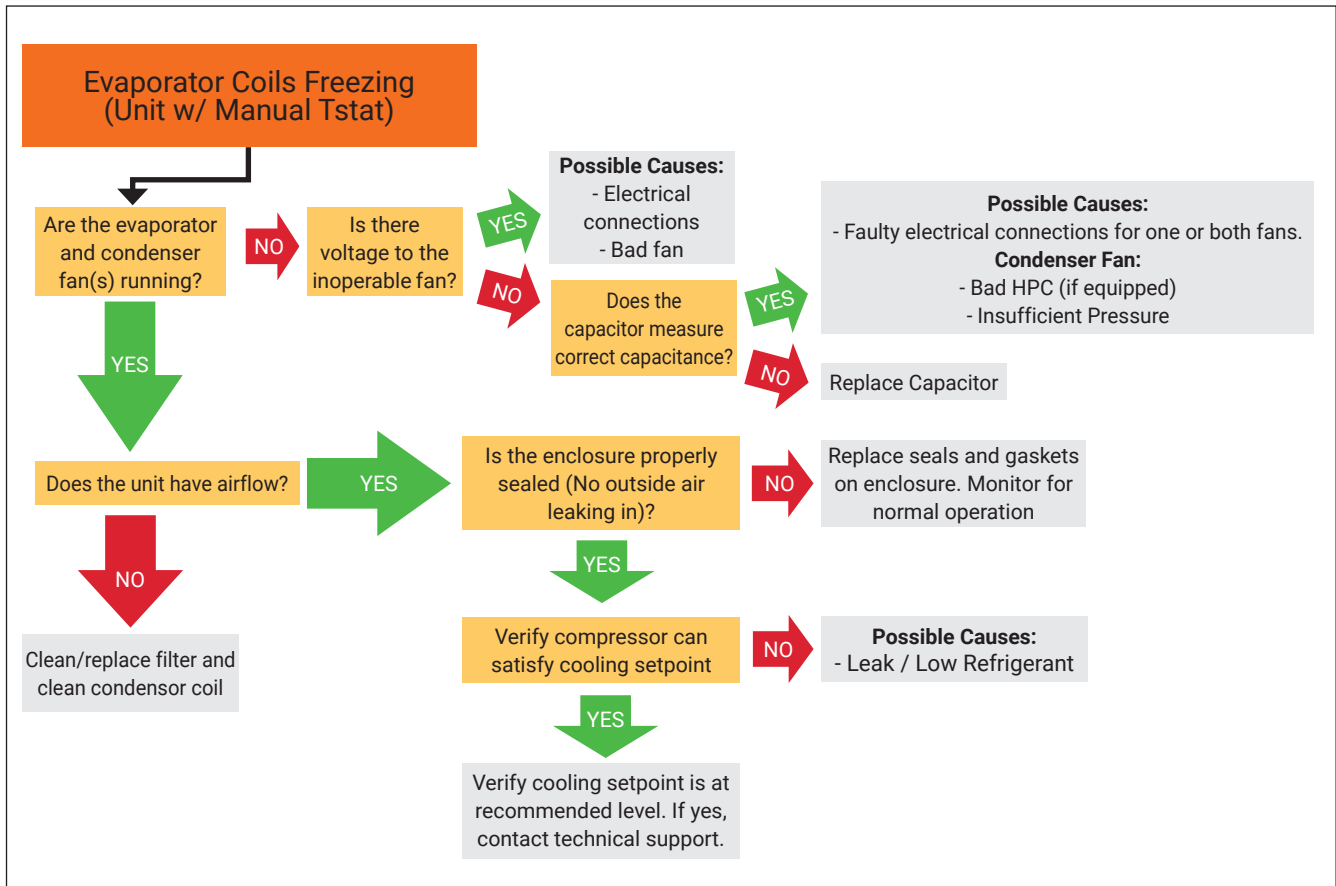 Evaporator Coils Freezing
(Unit w/ Manual Tstat)
Are the evaporator
and condenser
fan(s) running?
NO
Is there
voltage to the
inoperable fan?
YES
Possible Causes:
- Electrical
connections
- Bad fan
NO
Does the
capacitor measure
correct capacitance?
YES
Possible Causes:
- Faulty electrical connections for one or both fans.
Condenser Fan:
- Bad HPC (if equipped)
- Insufficient Pressure
NO
Replace Capacitor
YES
Does the unit have airflow?
YES
Is the enclosure properly
sealed (No outside air
leaking in)?
NO
Replace seals and gaskets
on enclosure. Monitor for
normal operation
NO
Clean/replace filter and
clean condensor coil
YES
Verify compressor can
satisfy cooling setpoint
NO
Possible Causes:
- Leak / Low Refrigerant
YES
Verify cooling setpoint is at
recommended level. If yes,
contact technical support.